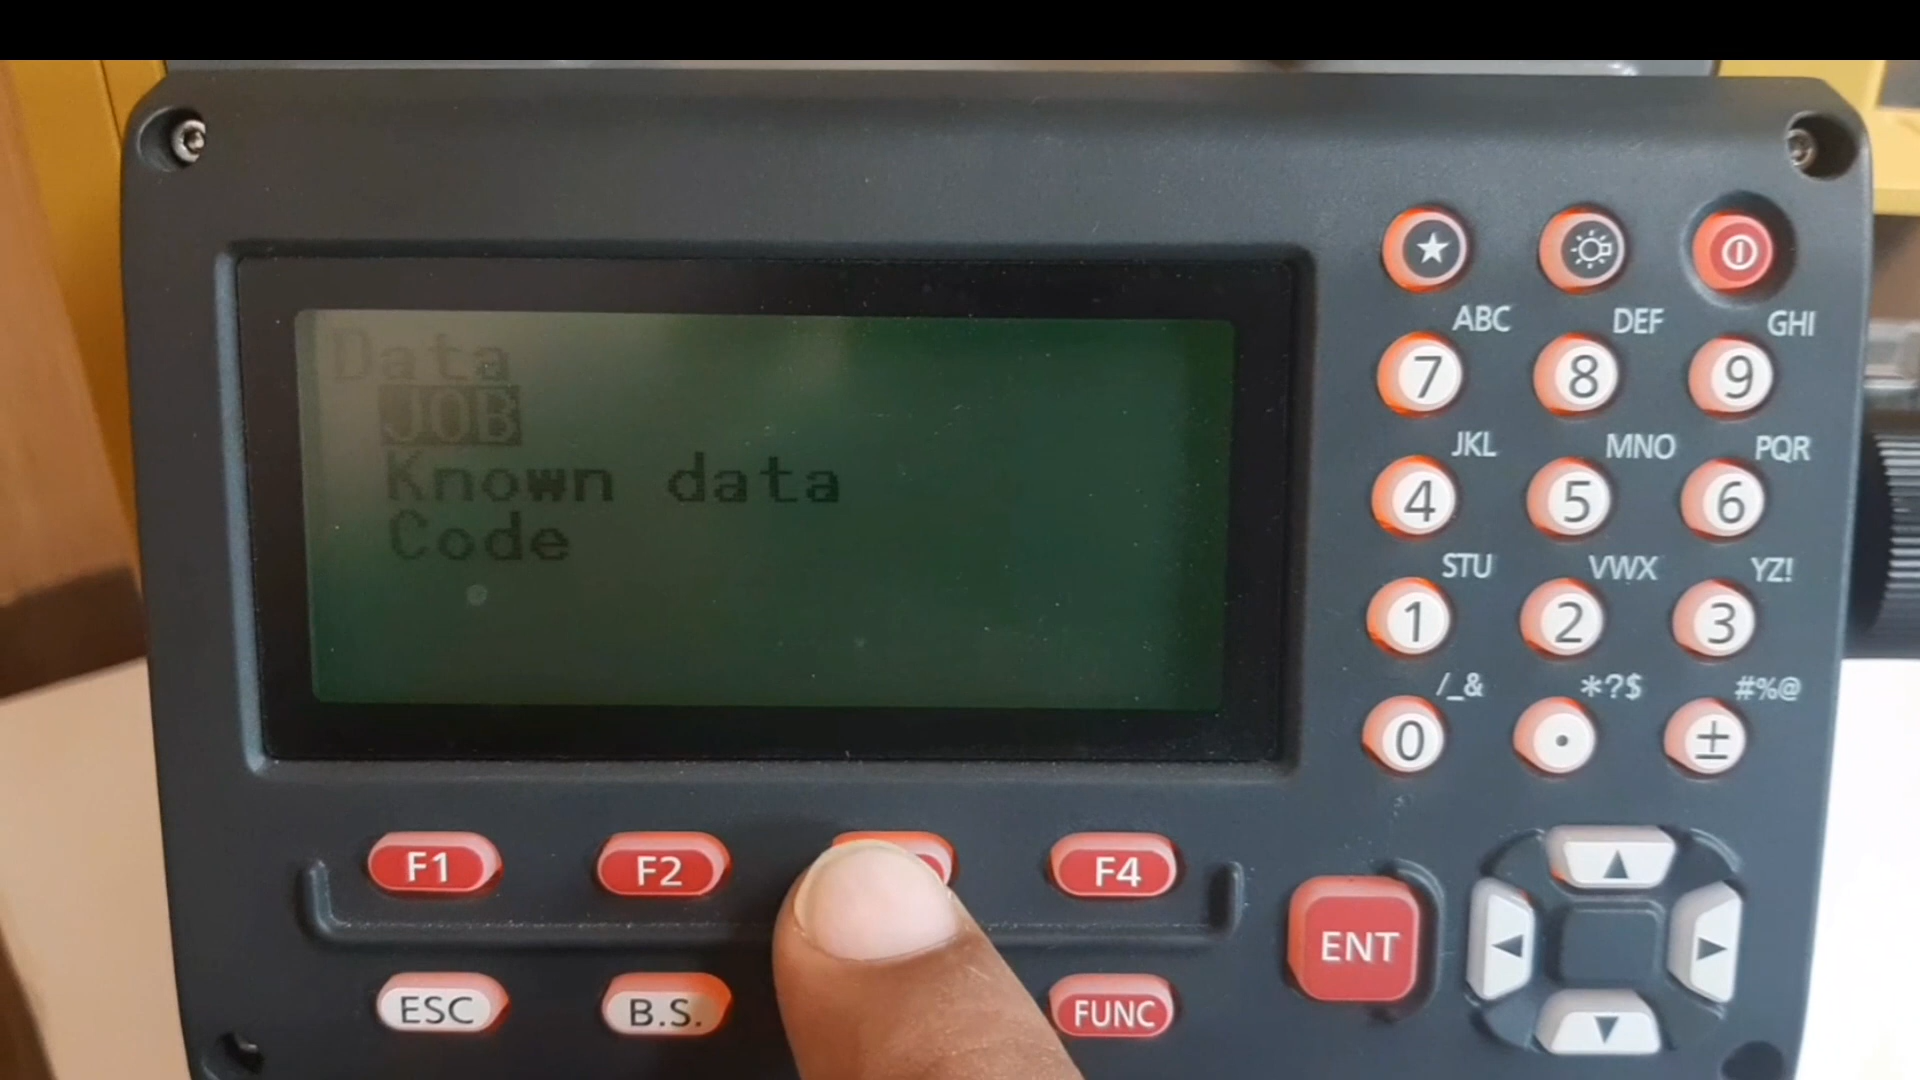 Data
JOB
Known data
Code
ABC DEF GHI
7 8 9
JKL MNO PQR
4 5 6
STU VWX YZ!
1 2 3
/_& *?$ #%@
0 . ±
F1 F2 F4
ENT
ESC B.S. FUNC